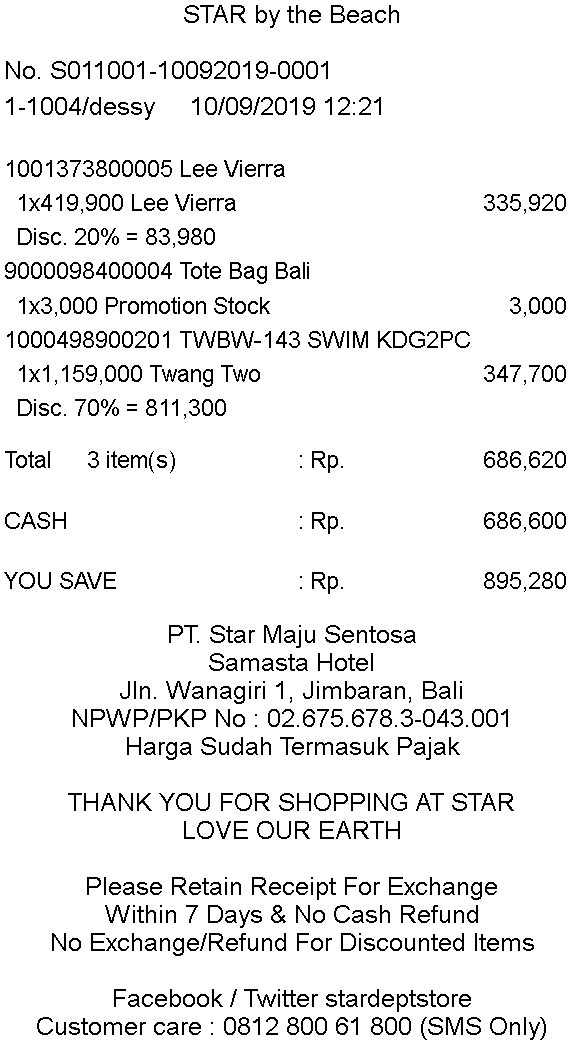 STAR by the Beach
No. S011001-10092019-0001
1-1004/dessy 10/09/2019 12:21
1001373800005 Lee Vierra
1x419,900 Lee Vierra 335,920
Disc. 20% = 83,980
9000098400004 Tote Bag Bali
1x3,000 Promotion Stock 3,000
1000498900201 TWBW-143 SWIM KDG2PC
1x1,159,000 Twang Two 347,700
Disc. 70% = 811,300
Total 3 item(s) : Rp. 686,620
CASH : Rp. 686,600
YOU SAVE : Rp. 895,280
PT. Star Maju Sentosa
Samasta Hotel
Jln. Wanagiri 1, Jimbaran, Bali
NPWP/PKP No : 02.675.678.3-043.001
Harga Sudah Termasuk Pajak
THANK YOU FOR SHOPPING AT STAR
LOVE OUR EARTH
Please Retain Receipt For Exchange
Within 7 Days & No Cash Refund
No Exchange/Refund For Discounted Items
Facebook / Twitter stardeptstore
Customer care : 0812 800 61 800 (SMS Only)